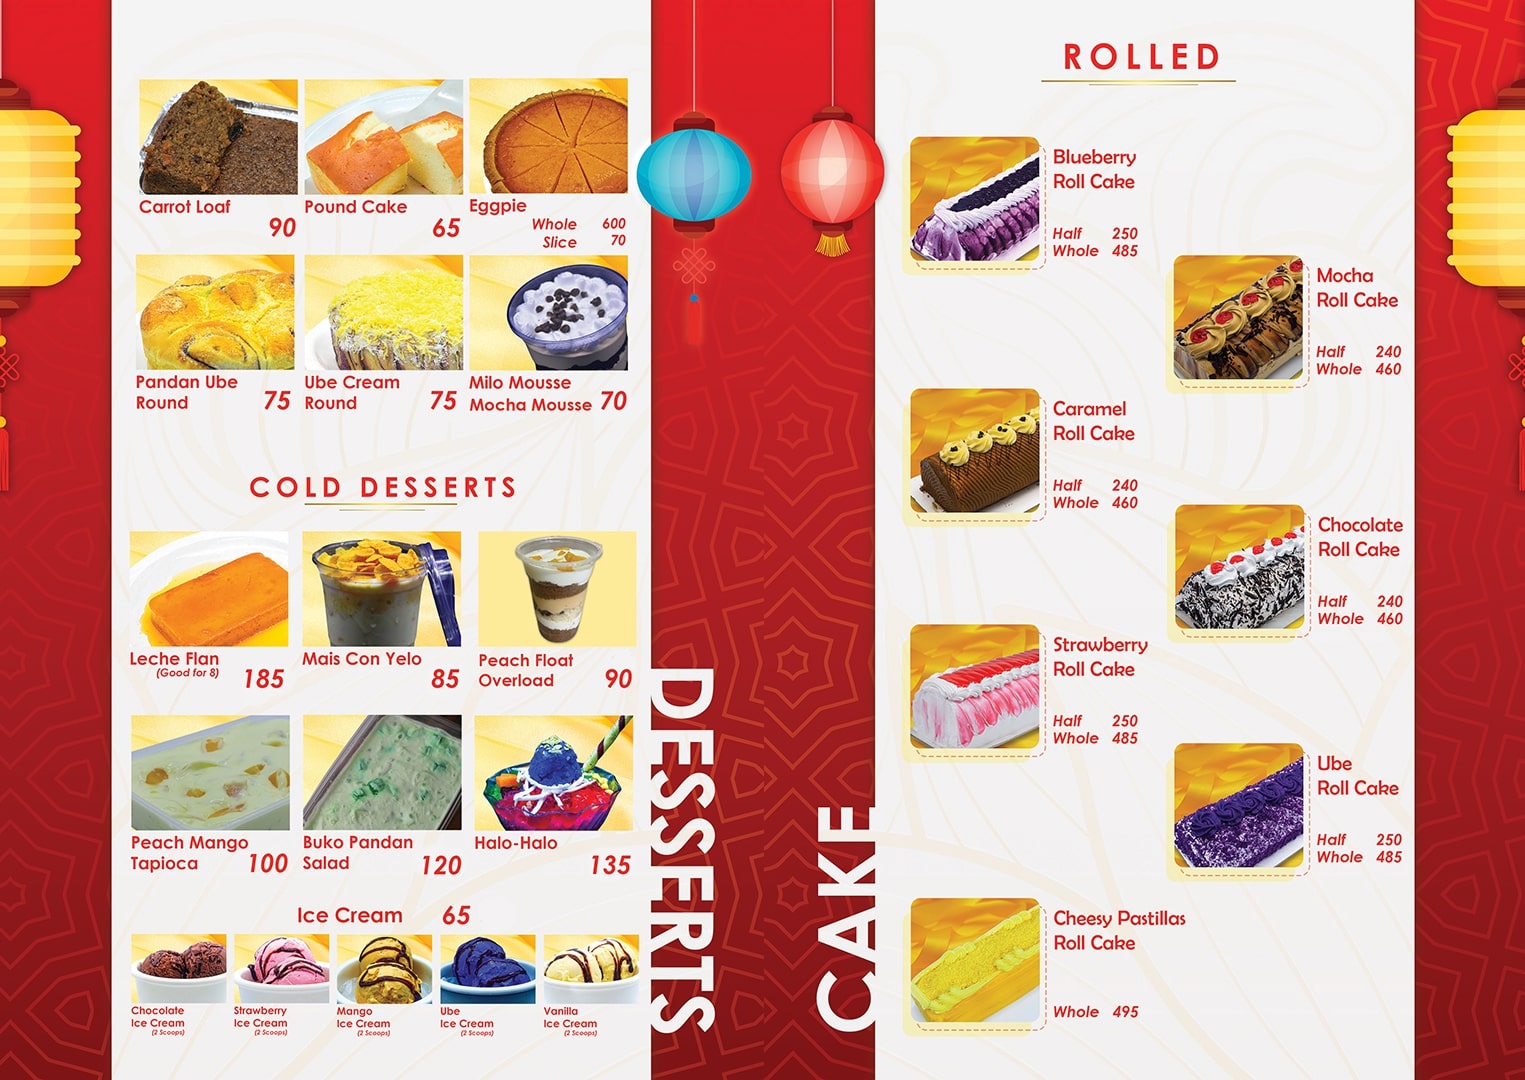 Carrot Loaf
90
Pound Cake
65
Eggpie
Whole 600
Slice 70
Pandan Ube
Round 75
Ube Cream
Round 75
Milo Mousse
Mocha Mousse 70
COLD DESSERTS
Leche Flan
(Good for 8) 185
Mais Con Yelo
85
Peach Float
Overload 90
Peach Mango
Tapioca 100
Buko Pandan
Salad 120
Halo-Halo
135
Ice Cream 65
Chocolate
Ice Cream
(2 Scoops)
Strawberry
Ice Cream
(2 Scoops)
Mango
Ice Cream
(2 Scoops)
Ube
Ice Cream
(2 Scoops)
Vanilla
Ice Cream
(2 Scoops)
DESSERTS
CAKE
ROLLED
Blueberry
Roll Cake
Half 250
Whole 485
Mocha
Roll Cake
Half 240
Whole 460
Caramel
Roll Cake
Half 240
Whole 460
Chocolate
Roll Cake
Half 240
Whole 460
Strawberry
Roll Cake
Half 250
Whole 485
Ube
Roll Cake
Half 250
Whole 485
Cheesy Pastillas
Roll Cake
Whole 495